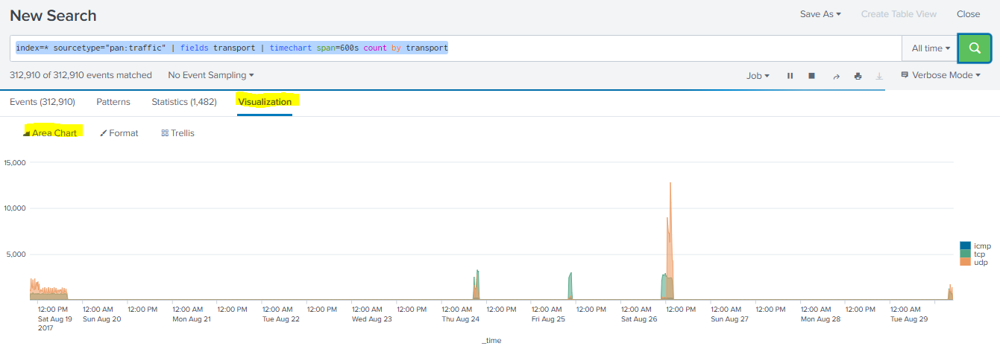 New Search
Save As ▾ Create Table View Close
index=* sourcetype="pan:traffic" | fields transport | timechart span=600s count by transport
All time ▾
312,910 of 312,910 events matched No Event Sampling ▾
Job ▾ Verbose Mode ▾
Events (312,910) Patterns Statistics (1,482) Visualization
Area Chart Format Trellis
15,000
10,000
5,000
icmp
tcp
udp
12:00 PM 12:00 AM 12:00 PM 12:00 AM 12:00 PM 12:00 AM 12:00 PM 12:00 AM 12:00 PM 12:00 AM 12:00 PM 12:00 AM 12:00 PM 12:00 AM 12:00 PM 12:00 AM 12:00 PM 12:00 AM 12:00 PM 12:00 AM
Sat Aug 19 Sun Aug 20 Mon Aug 21 Tue Aug 22 Wed Aug 23 Thu Aug 24 Fri Aug 25 Sat Aug 26 Sun Aug 27 Mon Aug 28 Tue Aug 29
2017
_time